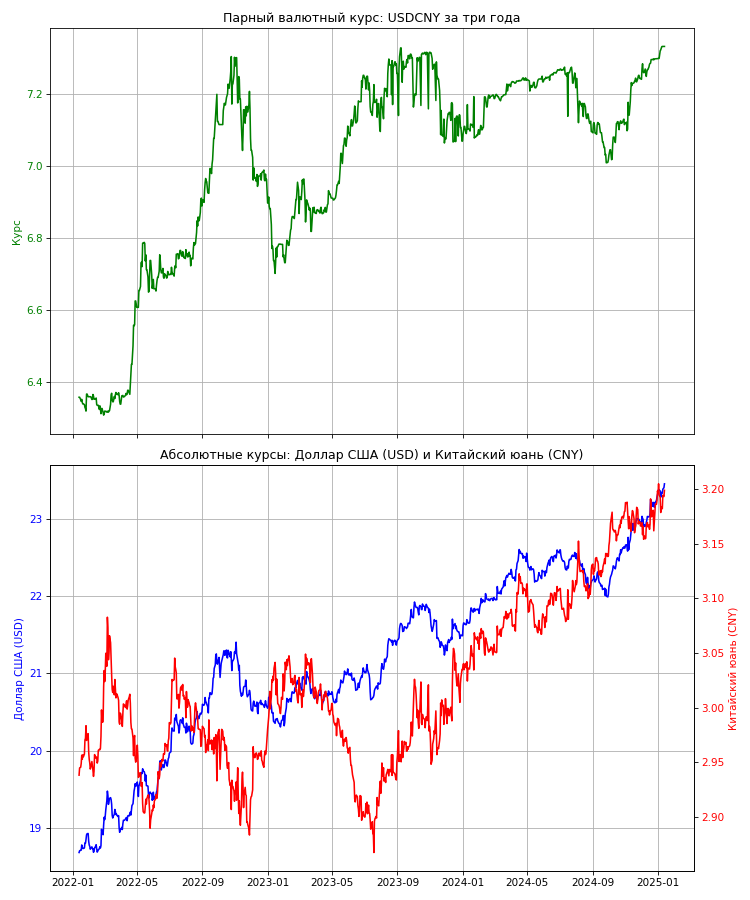 Парный валютный курс: USDCNY за три года
Курс
7.2
7.0
6.8
6.6
6.4
Абсолютные курсы: Доллар США (USD) и Китайский юань (CNY)
Доллар США (USD)
23
22
21
20
19
3.20
3.15
3.10
3.05
3.00
2.95
2.90
Китайский юань (CNY)
2022-01 2022-05 2022-09 2023-01 2023-05 2023-09 2024-01 2024-05 2024-09 2025-01